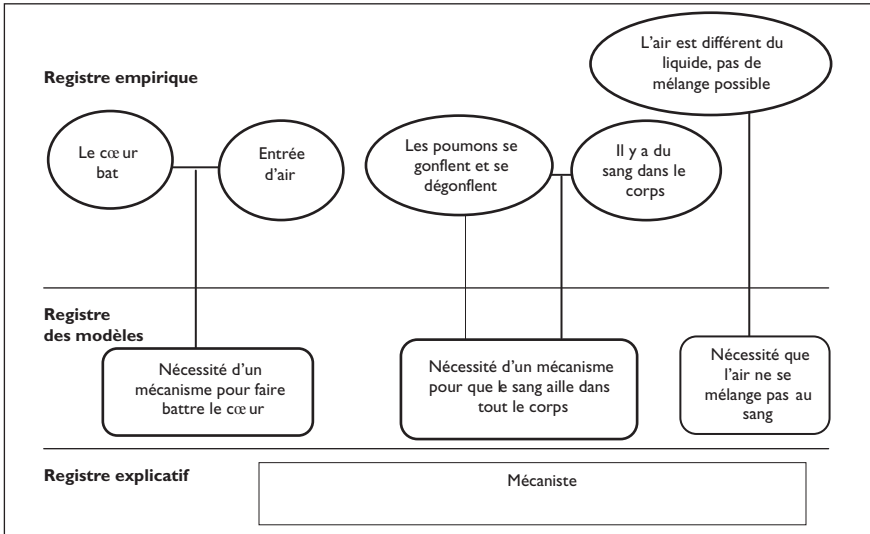 L’air est différent du
liquide, pas de
mélange possible
Registre empirique
Le cœur
bat
Entrée
d’air
Les poumons se
gonflent et se
dégonflent
Il y a du
sang dans le
corps
Registre
des modèles
Nécessité d’un
mécanisme pour faire
battre le cœur
Nécessité d’un mécanisme
pour que le sang aille dans
tout le corps
Nécessité que
l’air ne se
mélange pas au
sang
Registre explicatif
Mécaniste